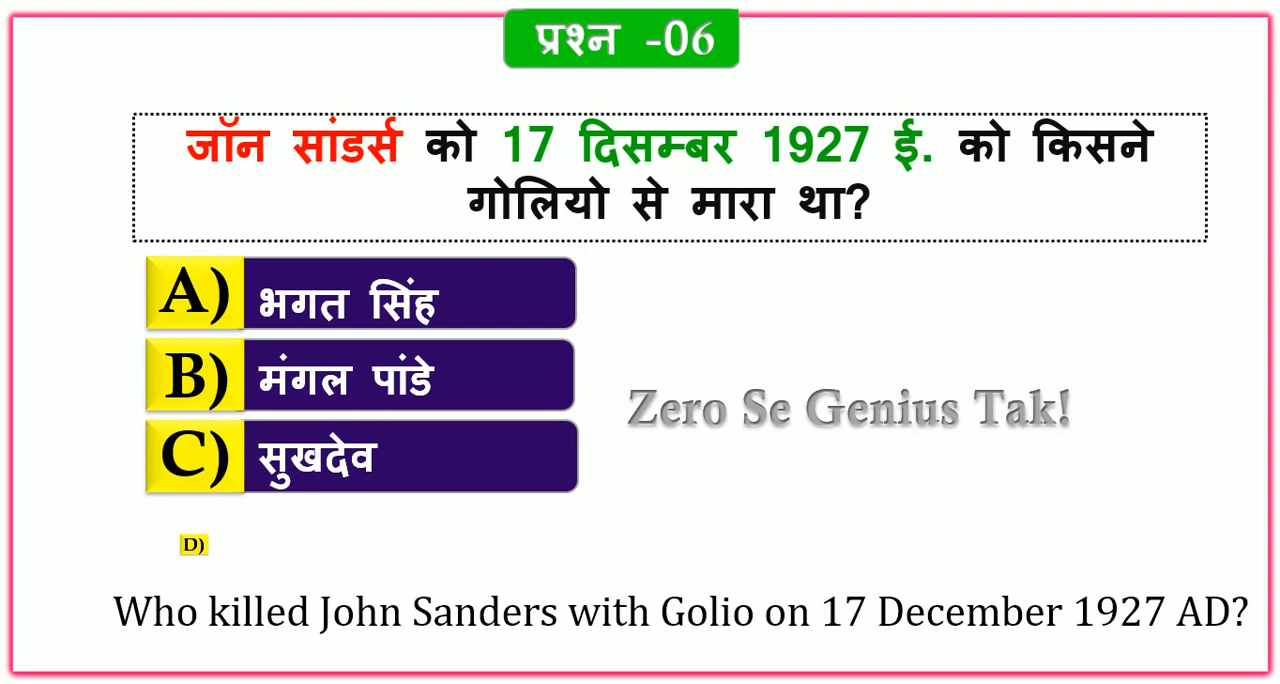 प्रश्न -06
जॉन सांडर्स को 17 दिसम्बर 1927 ई. को किसने
गोलियो से मारा था?
A) भगत सिंह
B) मंगल पांडे
C) सुखदेव
Zero Se Genius Tak!
D)
Who killed John Sanders with Golio on 17 December 1927 AD?